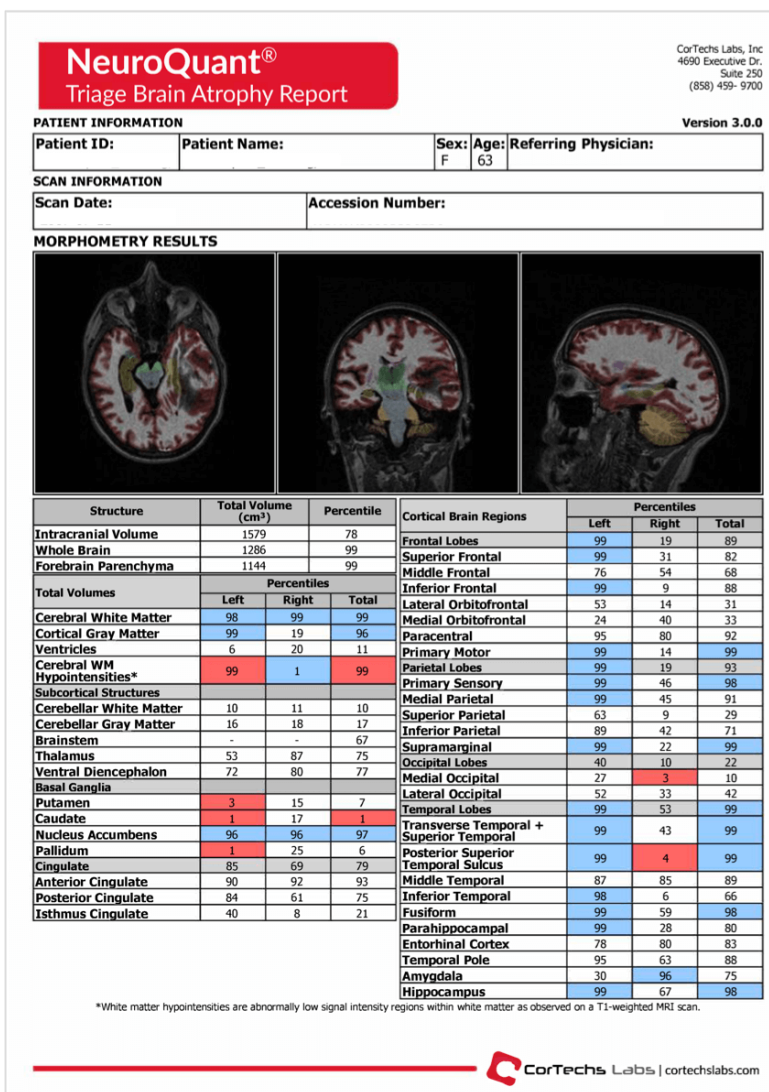 NeuroQuant®
Triage Brain Atrophy Report
CorTechs Labs, Inc
4690 Executive Dr.
Suite 250
(858) 459- 9700
PATIENT INFORMATION
Version 3.0.0
Patient ID: Patient Name: Sex: Age: Referring Physician:
F 63
SCAN INFORMATION
Scan Date: Accession Number:
MORPHOMETRY RESULTS
Structure Total Volume (cm³) Percentile
Intracranial Volume 1579 78
Whole Brain 1286 99
Forebrain Parenchyma 1144 99
Total Volumes Percentiles
Left Right Total
Cerebral White Matter 98 99 99
Cortical Gray Matter 99 19 96
Ventricles 6 20 11
Cerebral WM
Hypointensities* 99 1 99
Subcortical Structures
Cerebellar White Matter 10 11 10
Cerebellar Gray Matter 16 18 17
Brainstem - - 67
Thalamus 53 87 75
Ventral Diencephalon 72 80 77
Basal Ganglia
Putamen 3 15 7
Caudate 1 17 1
Nucleus Accumbens 96 96 97
Pallidum 1 25 6
Cingulate 85 69 79
Anterior Cingulate 90 92 93
Posterior Cingulate 84 61 75
Isthmus Cingulate 40 8 21
Cortical Brain Regions Percentiles
Left Right Total
Frontal Lobes 99 19 89
Superior Frontal 99 31 82
Middle Frontal 76 54 68
Inferior Frontal 99 9 88
Lateral Orbitofrontal 53 14 31
Medial Orbitofrontal 24 40 33
Paracentral 95 80 92
Primary Motor 99 14 99
Parietal Lobes 99 19 93
Primary Sensory 99 46 98
Medial Parietal 99 45 91
Superior Parietal 63 9 29
Inferior Parietal 89 42 71
Supramarginal 99 22 99
Occipital Lobes 40 10 22
Medial Occipital 27 3 10
Lateral Occipital 52 33 42
Temporal Lobes 99 53 99
Transverse Temporal +
Superior Temporal 99 43 99
Posterior Superior
Temporal Sulcus 99 4 99
Middle Temporal 87 85 89
Inferior Temporal 98 6 66
Fusiform 99 59 98
Parahippocampal 99 28 80
Entorhinal Cortex 78 80 83
Temporal Pole 95 63 88
Amygdala 30 96 75
Hippocampus 99 67 98
*White matter hypointensities are abnormally low signal intensity regions within white matter as observed on a T1-weighted MRI scan.
CorTechs Labs | cortechslabs.com